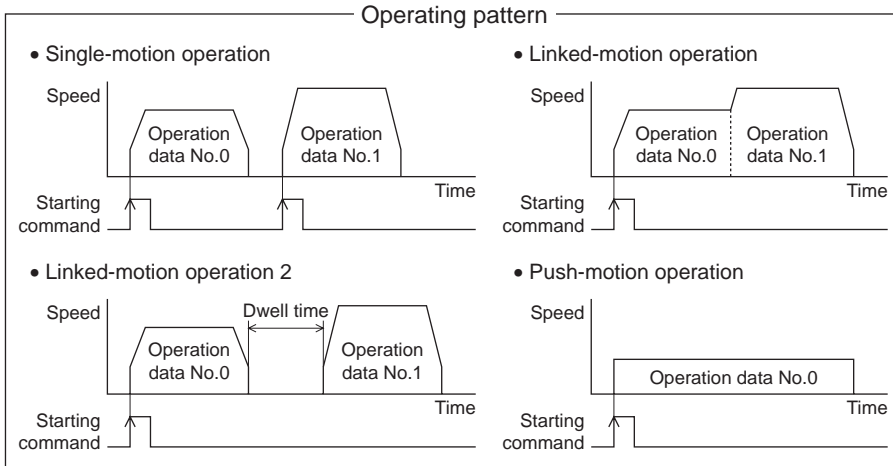 Operating pattern
• Single-motion operation
Speed
Operation
data No.0
Operation
data No.1
Time
Starting
command
• Linked-motion operation
Speed
Operation
data No.0
Operation
data No.1
Time
Starting
command
• Linked-motion operation 2
Speed
Dwell time
Operation
data No.0
Operation
data No.1
Time
Starting
command
• Push-motion operation
Speed
Operation data No.0
Time
Starting
command